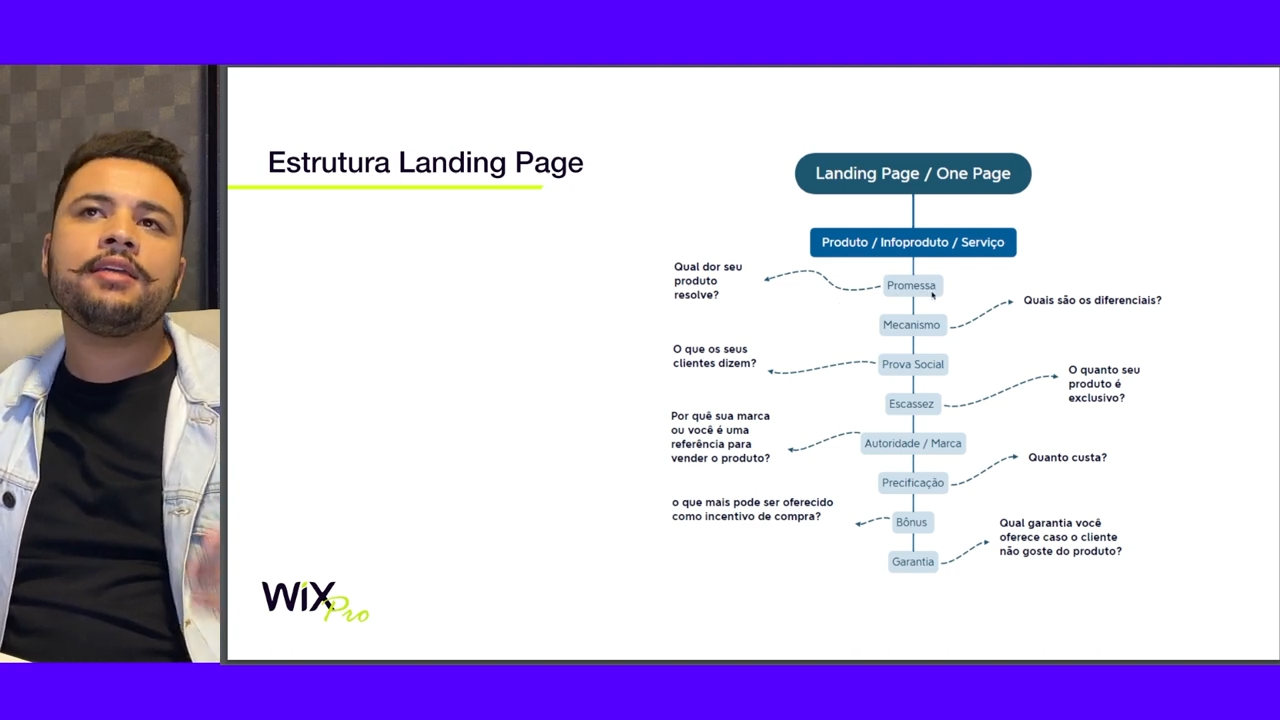 Estrutura Landing Page
Landing Page / One Page
Produto / Infoproduto / Serviço
Qual dor seu
produto
resolve?
Promessa
Quais são os diferenciais?
Mecanismo
O que os seus
clientes dizem?
Prova Social
O quanto seu
produto é
exclusivo?
Escassez
Por quê sua marca
ou você é uma
referência para
vender o produto?
Autoridade / Marca
Quanto custa?
Precificação
o que mais pode ser oferecido
como incentivo de compra?
Bônus
Qual garantia você
oferece caso o cliente
não goste do produto?
Garantia
WiX
Pro